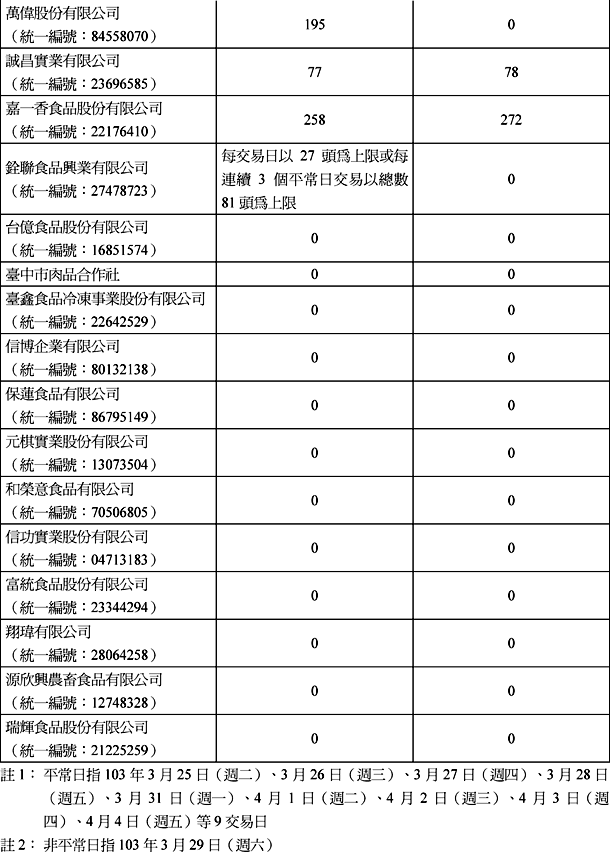 萬偉股份有限公司
（統一編號：84558070）
195
0
誠昌實業有限公司
（統一編號：23696585）
77
78
嘉一香食品股份有限公司
（統一編號：22176410）
258
272
銓聯食品興業有限公司
（統一編號：27478723）
每交易日以 27 頭爲上限或每
連續 3 個平常日交易以總數
81 頭爲上限
0
台億食品股份有限公司
（統一編號：16851574）
0
0
臺中市肉品合作社
0
0
臺鑫食品冷凍事業股份有限公司
（統一編號：22642529）
0
0
信博企業有限公司
（統一編號：80132138）
0
0
保蓮食品有限公司
（統一編號：86795149）
0
0
元棋實業股份有限公司
（統一編號：13073504）
0
0
和榮意食品有限公司
（統一編號：70506805）
0
0
信功實業股份有限公司
（統一編號：04713183）
0
0
富統食品股份有限公司
（統一編號：23344294）
0
0
翔瑋有限公司
（統一編號：28064258）
0
0
源欣興農畜食品有限公司
（統一編號：12748328）
0
0
瑞輝食品股份有限公司
（統一編號：21225259）
0
0
註 1： 平常日指 103 年 3 月 25 日（週二）、3 月 26 日（週三）、3 月 27 日（週四）、3 月 28 日
（週五）、3 月 31 日（週一）、4 月 1 日（週二）、4 月 2 日（週三）、4 月 3 日（週
四）、4 月 4 日（週五）等 9 交易日
註 2： 非平常日指 103 年 3 月 29 日（週六）